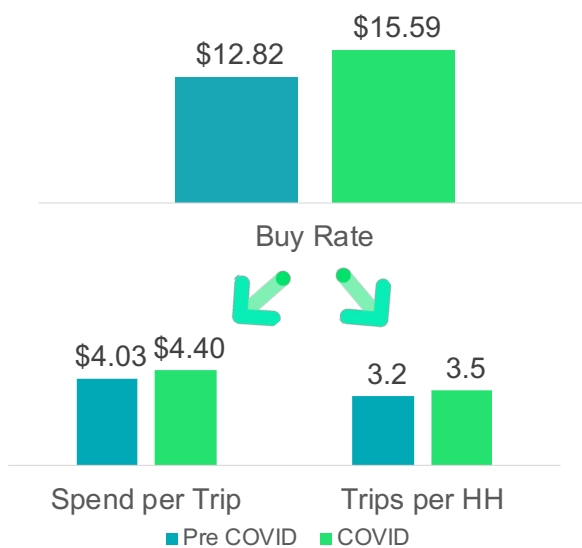 $12.82 $15.59
Buy Rate
$4.03 $4.40 3.2 3.5
Spend per Trip Trips per HH
Pre COVID COVID